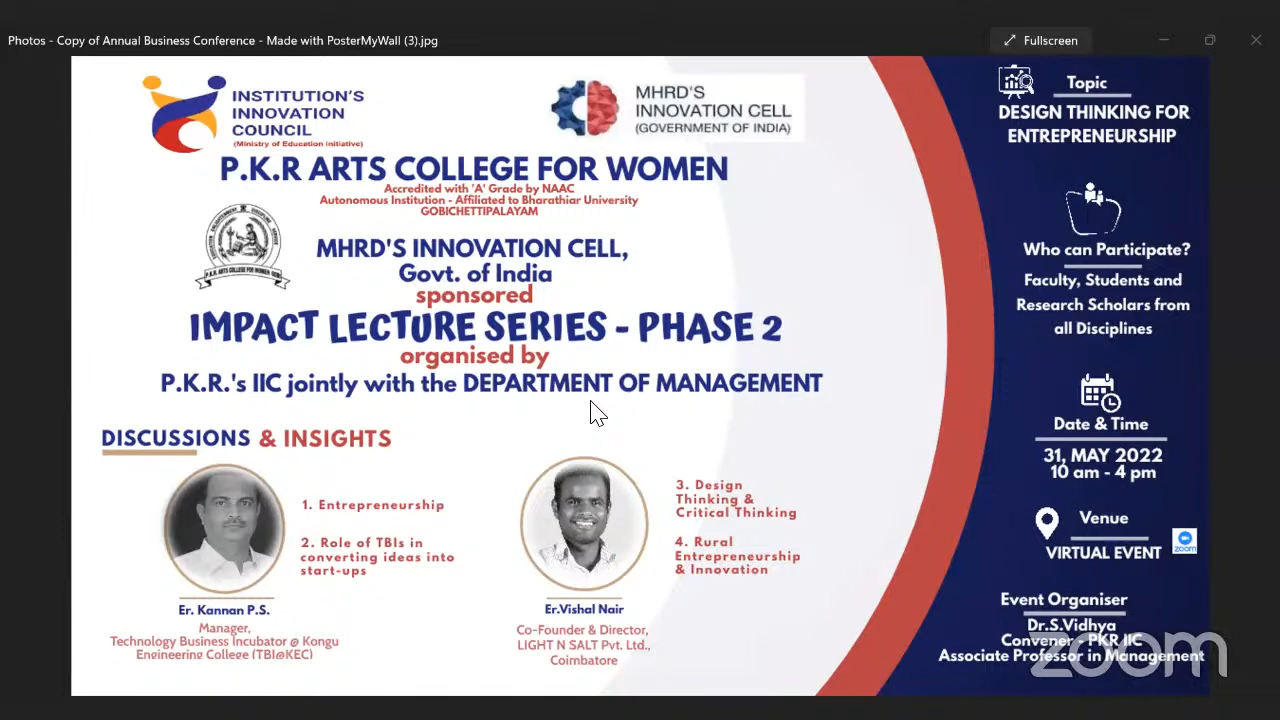 Photos - Copy of Annual Business Conference - Made with PosterMyWall (3).jpg
Fullscreen
INSTITUTION'S
INNOVATION
COUNCIL
(Ministry of Education Initiative)
MHRD'S
INNOVATION CELL
(GOVERNMENT OF INDIA)
P.K.R ARTS COLLEGE FOR WOMEN
Accredited with 'A' Grade by NAAC
Autonomous Institution - Affiliated to Bharathiar University
GOBICHETTIPALAYAM
MHRD'S INNOVATION CELL,
Govt. of India
sponsored
IMPACT LECTURE SERIES - PHASE 2
organised by
P.K.R.'s IIC jointly with the DEPARTMENT OF MANAGEMENT
DISCUSSIONS & INSIGHTS
1. Entrepreneurship
2. Role of TBIs in
converting ideas into
start-ups
Er. Kannan P.S.
Manager,
Technology Business Incubator @ Kongu
Engineering College (TBI@KEC)
3. Design
Thinking &
Critical Thinking
4. Rural
Entrepreneurship
& Innovation
Er.Vishal Nair
Co-Founder & Director,
LIGHT N SALT Pvt. Ltd.,
Coimbatore
Topic
DESIGN THINKING FOR
ENTREPRENEURSHIP
Who can Participate?
Faculty, Students and
Research Scholars from
all Disciplines
Date & Time
31, MAY 2022
10 am - 4 pm
Venue
VIRTUAL EVENT
zoom
Event Organiser
Dr.S.Vidhya
Convener - PKR IIC
Associate Professor in Management
zoom